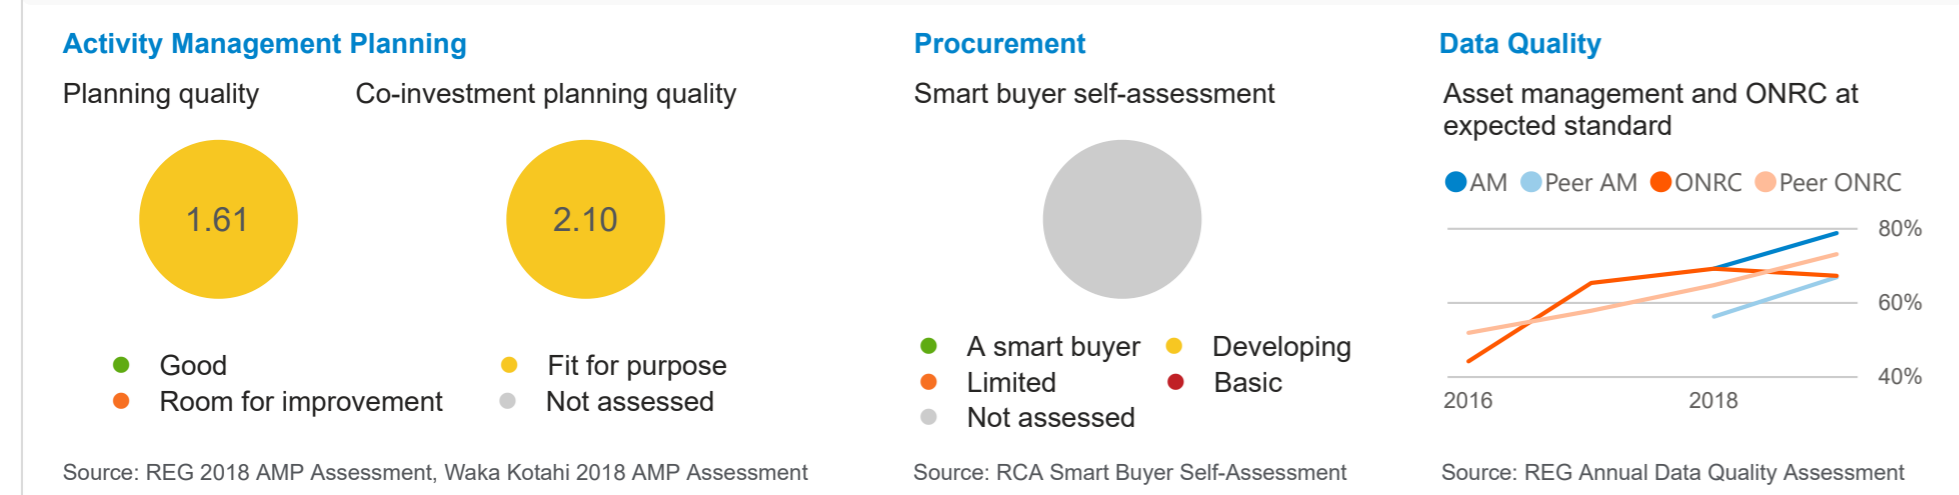 Activity Management Planning
Planning quality
Co-investment planning quality
1.61
2.10
Good
Fit for purpose
Room for improvement
Not assessed
Source: REG 2018 AMP Assessment, Waka Kotahi 2018 AMP Assessment
Procurement
Smart buyer self-assessment
A smart buyer
Developing
Limited
Basic
Not assessed
Source: RCA Smart Buyer Self-Assessment
Data Quality
Asset management and ONRC at
expected standard
AM Peer AM ONRC Peer ONRC
80%
60%
40%
2016
2018
Source: REG Annual Data Quality Assessment